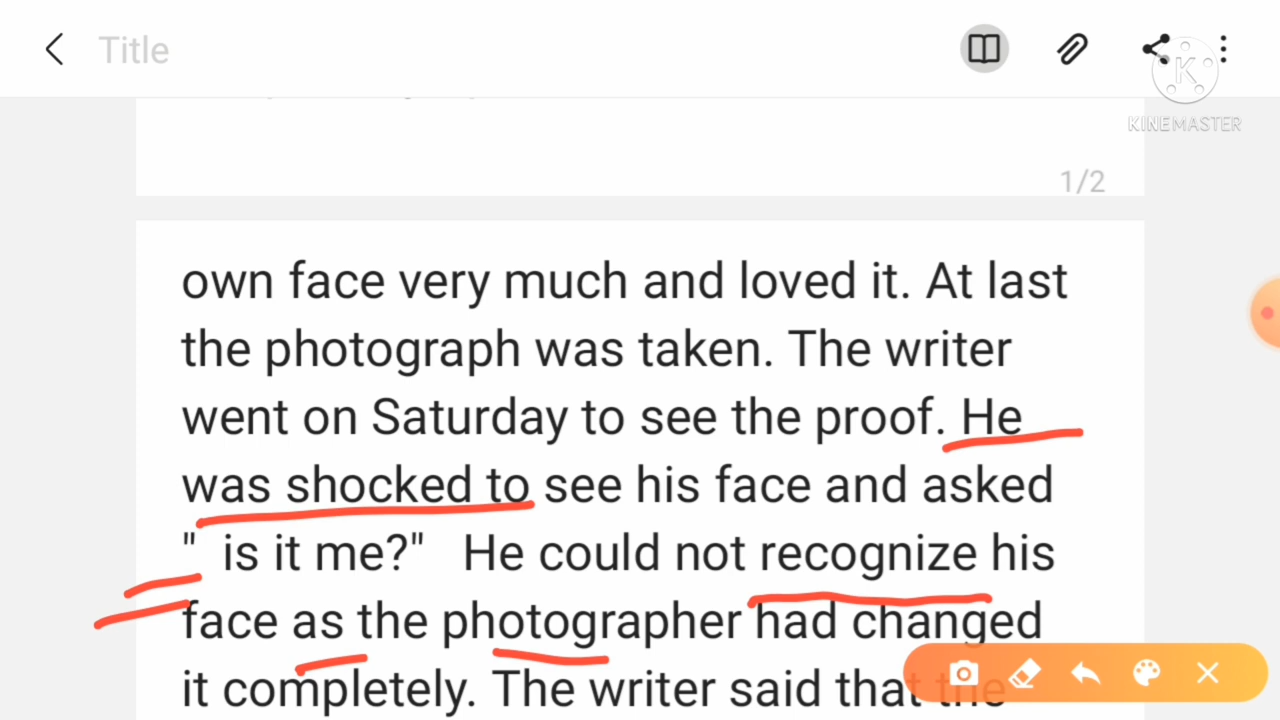 Title
K
KINEMASTER
1/2
own face very much and loved it. At last
the photograph was taken. The writer
went on Saturday to see the proof. He
was shocked to see his face and asked
" is it me?" He could not recognize his
face as the photographer had changed
it completely. The writer said that the